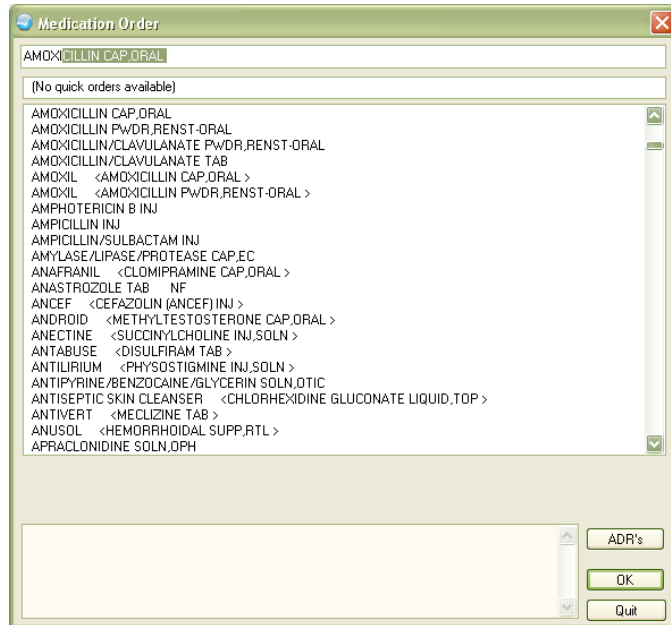 Medication Order
AMOXICILLIN CAP,ORAL
(No quick orders available)
AMOXICILLIN CAP,ORAL
AMOXICILLIN PWDR,RENST-ORAL
AMOXICILLIN/CLAVULANATE PWDR,RENST-ORAL
AMOXICILLIN/CLAVULANATE TAB
AMOXIL <AMOXICILLIN CAP,ORAL >
AMOXIL <AMOXICILLIN PWDR,RENST-ORAL >
AMPHOTERICIN B INJ
AMPICILLIN INJ
AMPICILLIN/SULBACTAM INJ
AMYLASE/LIPASE/PROTEASE CAP,EC
ANAFRANIL <CLOMIPRAMINE CAP,ORAL >
ANASTROZOLE TAB NF
ANCEF <CEFAZOLIN (ANCEF) INJ >
ANDROID <METHYLTESTOSTERONE CAP,ORAL >
ANECTINE <SUCCINYLCHOLINE INJ,SOLN >
ANTABUSE <DISULFIRAM TAB >
ANTILIRIUM <PHYSOSTIGMINE INJ,SOLN >
ANTIPYRINE/BENZOCAINE/GLYCERIN SOLN,OTIC
ANTISEPTIC SKIN CLEANSER <CHLORHEXIDINE GLUCONATE LIQUID,TOP >
ANTIVERT <MECLIZINE TAB >
ANUSOL <HEMORRHOIDAL SUPP,RTL >
APRACLONIDINE SOLN,OPH
ADR's
OK
Quit